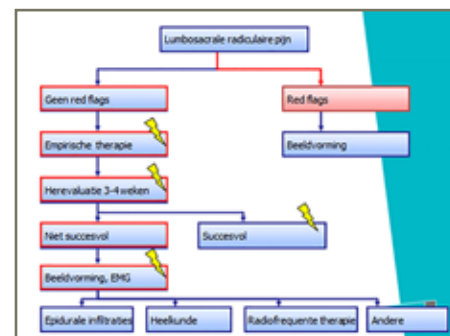 Lumbosacrale radiculaire pijn
Geen red flags
Red flags
Empirische therapie
Beeldvorming
Herevaluatie 3-4 weken
Niet succesvol
Succesvol
Beeldvorming, EMG
Epidurale infiltraties
Heelkunde
Radiofrequente therapie
Andere